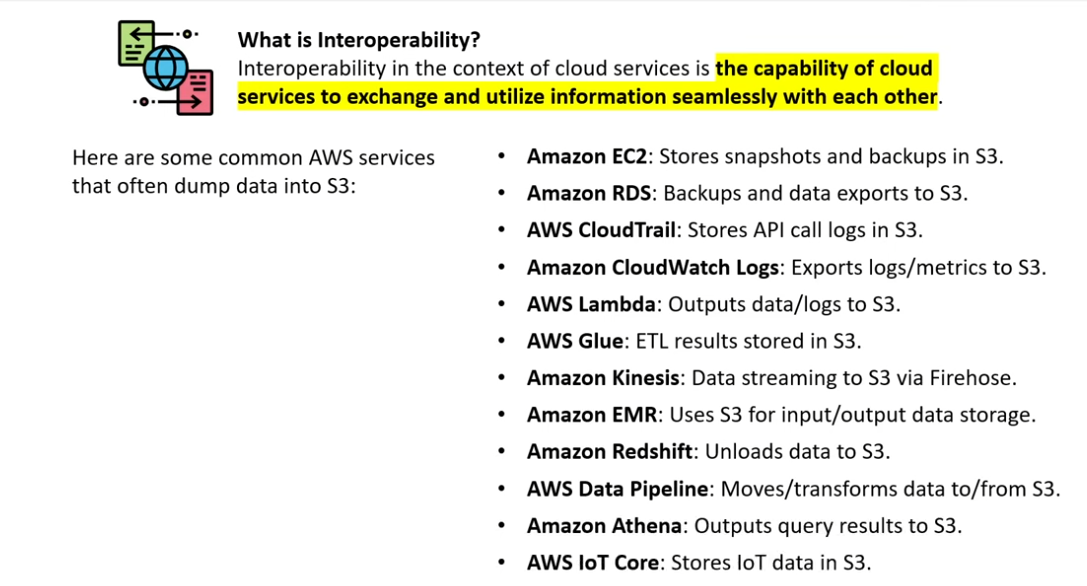 What is Interoperability?
Interoperability in the context of cloud services is the capability of cloud
services to exchange and utilize information seamlessly with each other.
Here are some common AWS services
that often dump data into S3:
• Amazon EC2: Stores snapshots and backups in S3.
• Amazon RDS: Backups and data exports to S3.
• AWS CloudTrail: Stores API call logs in S3.
• Amazon CloudWatch Logs: Exports logs/metrics to S3.
• AWS Lambda: Outputs data/logs to S3.
• AWS Glue: ETL results stored in S3.
• Amazon Kinesis: Data streaming to S3 via Firehose.
• Amazon EMR: Uses S3 for input/output data storage.
• Amazon Redshift: Unloads data to S3.
• AWS Data Pipeline: Moves/transforms data to/from S3.
• Amazon Athena: Outputs query results to S3.
• AWS IoT Core: Stores IoT data in S3.